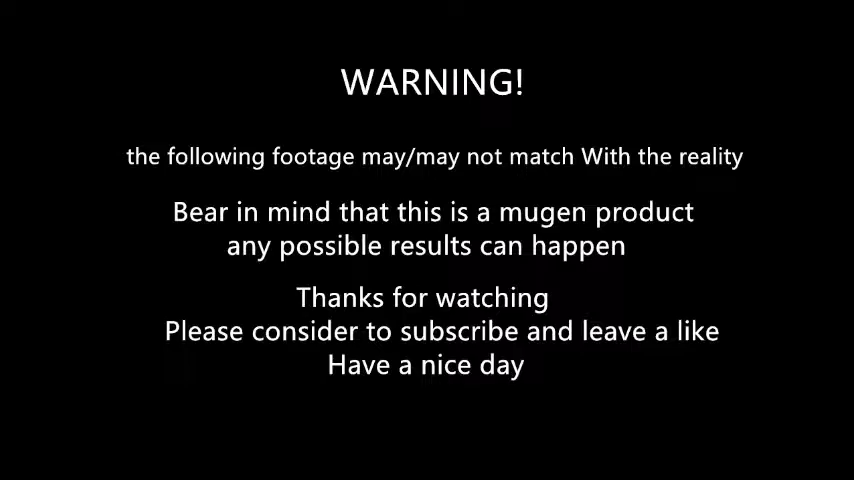 WARNING!
the following footage may/may not match With the reality
Bear in mind that this is a mugen product
any possible results can happen
Thanks for watching
Please consider to subscribe and leave a like
Have a nice day